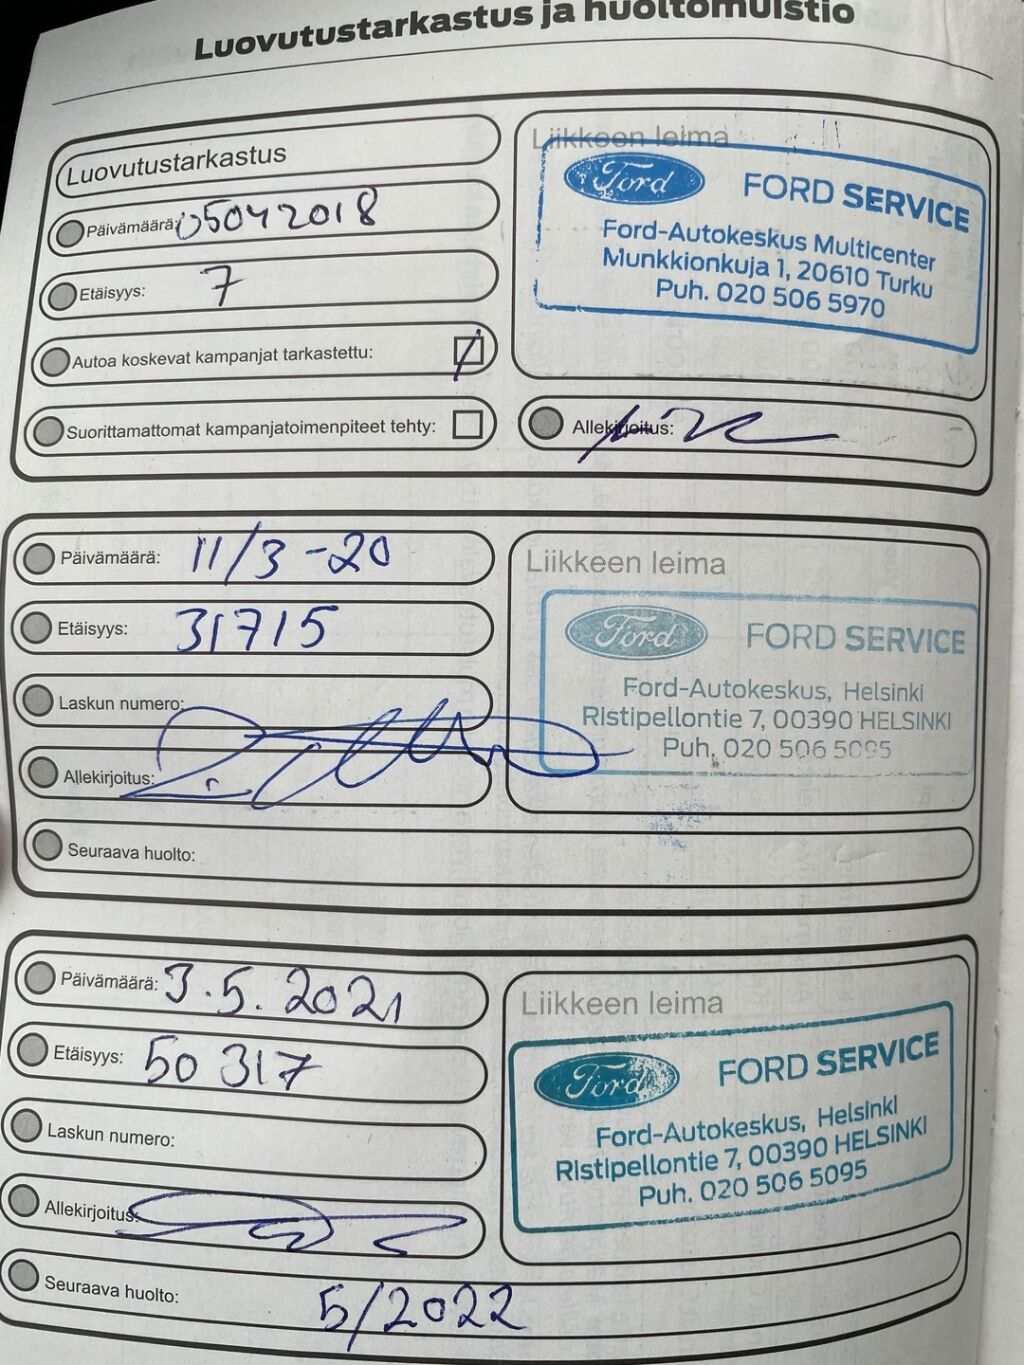 Luovutustarkastus ja huoltomuistio
Luovutustarkastus
Päivämäärä: 05042018
Etäisyys: 7
Autoa koskevat kampanjat tarkastettu:
Suorittamattomat kampanjatoimenpiteet tehty:
Liikkeen leima
Ford FORD SERVICE
Ford-Autokeskus Multicenter
Munkkionkuja 1, 20610 Turku
Puh. 020 506 5970
Allekirjoitus:
Päivämäärä: 11/3-20
Etäisyys: 31715
Laskun numero:
Allekirjoitus:
Seuraava huolto:
Liikkeen leima
Ford FORD SERVICE
Ford-Autokeskus, Helsinki
Ristipellontie 7, 00390 HELSINKI
Puh. 020 506 5095
Päivämäärä: 3.5.2021
Etäisyys: 50 317
Laskun numero:
Allekirjoitus:
Seuraava huolto: 5/2022
Liikkeen leima
Ford FORD SERVICE
Ford-Autokeskus, Helsinki
Ristipellontie 7, 00390 HELSINKI
Puh. 020 506 5095